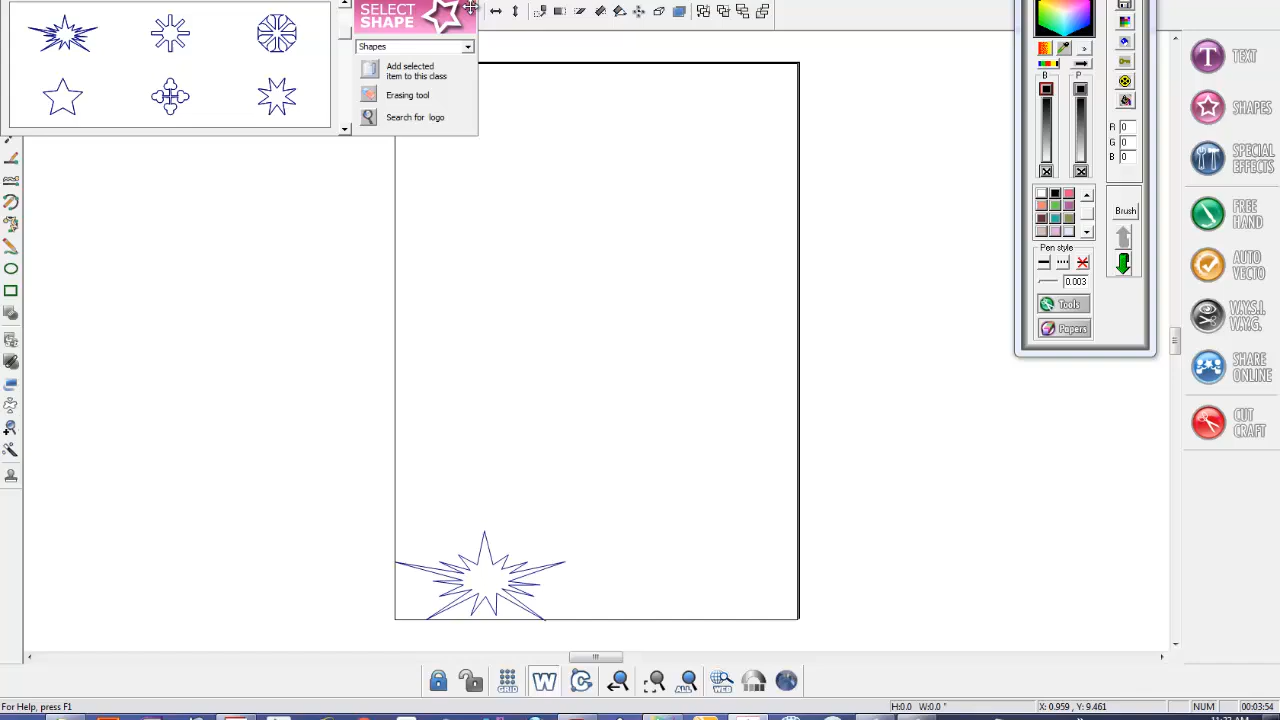 SELECT
SHAPE
Shapes
Add selected
item to this class
Erasing tool
Search for logo
B
P
R 0
G 0
B 0
Brush
Pen style
0.003
Tools
Papers
TEXT
SHAPES
SPECIAL
EFFECTS
FREE
HAND
AUTO
VECTO
W.Y.S.I.
W.Y.G.
SHARE
ONLINE
CUT
CRAFT
GRID
W
C
ALL
WEB
For Help, press F1
H:0.0
W:0.0 "
X: 0.959 , Y: 9.461
NUM
00:03:54